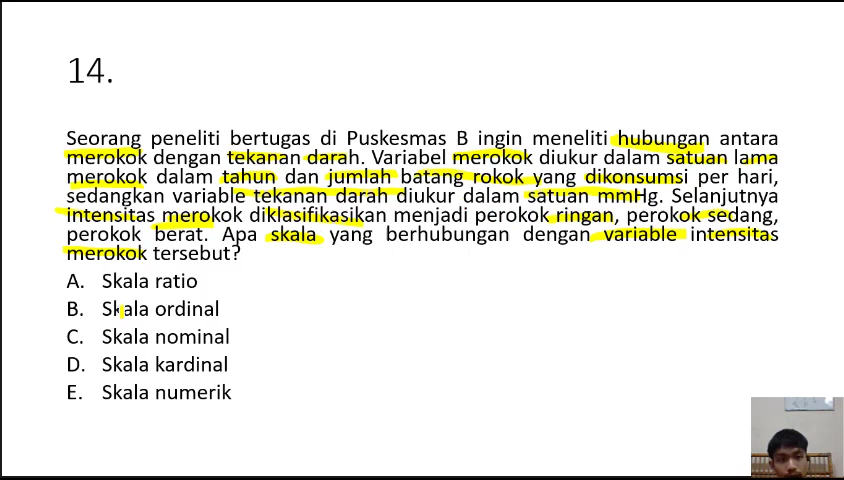 14.
Seorang peneliti bertugas di Puskesmas B ingin meneliti hubungan antara
merokok dengan tekanan darah. Variabel merokok diukur dalam satuan lama
merokok dalam tahun dan jumlah batang rokok yang dikonsumsi per hari,
sedangkan variable tekanan darah diukur dalam satuan mmHg. Selanjutnya
intensitas merokok diklasifikasikan menjadi perokok ringan, perokok sedang,
perokok berat. Apa skala yang berhubungan dengan variable intensitas
merokok tersebut?
A. Skala ratio
B. Skala ordinal
C. Skala nominal
D. Skala kardinal
E. Skala numerik